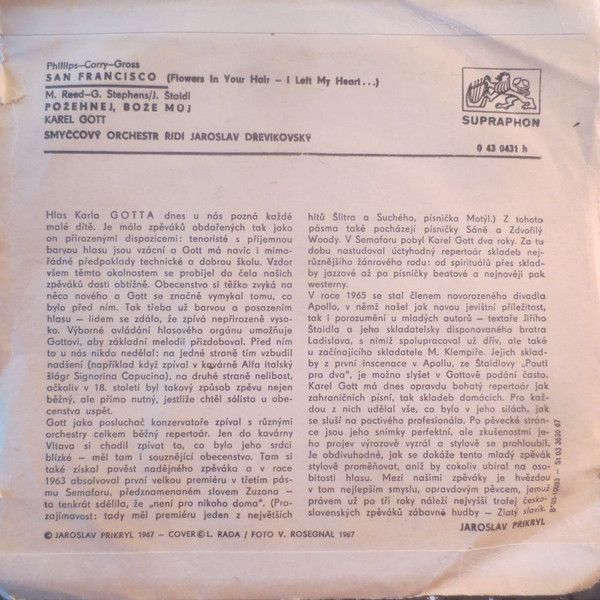 Phillips–Corry–Gross
SAN FRANCISCO (Flowers In Your Hair – I Left My Heart...)
M. Reed–G. Stephens/J. Štaidl
POŽEHNEJ, BOŽE MŮJ
KAREL GOTT
SMYČCOVÝ ORCHESTR ŘÍDÍ JAROSLAV DŘEVIKOVSKÝ
SUPRAPHON
0 43 0431 h
Hlas Karla GOTTA dnes u nás pozná každé
malé dítě. Je málo zpěváků obdařených tak jako
on přirozenými dispozicemi: tenoristé s příjemnou
barvou hlasu jsou vzácní a Gott má navíc i mimo-
řádné předpoklady technické a dobrou školu. Vzdor
všem těmto okolnostem se probíjel do čela našich
zpěváků dosti obtížně. Obecenstvo si těžko zvyká na
něco nového a Gott se značně vymykal tomu, co
bylo před ním. Tak třeba už barvou a posazením
hlasu – lidem se zdálo, že zpívá nepřirozeně vyso-
ko. Výborné ovládání hlasového orgánu umožňuje
Gottovi, aby základní melodii přizdoboval. Před ním
to u nás nikdo nedělal: na jedné straně tím vzbudil
nadšení (například když zpíval v kavárně Alfa italský
šlágr Signorina Capucina), na druhé straně nelibost,
ačkoliv v 18. století byl takový způsob zpěvu nejen
běžný, ale přímo nutný, jestliže chtěl sólista u obe-
censtva uspět.
Gott jako posluchač konzervatoře zpíval s různými
orchestry celkem běžný repertoár. Jen do kavárny
Vltava si chodil zpívat to, co bylo jeho srdci
blízké – měl tam i souznějící obecenstvo. Tam si
také získal pověst nadějného zpěváka a v roce
1963 absolvoval první velkou premiéru v třetím pás-
mu Semaforu, předznamenaném slovem Zuzana –
ta tenkrát sdělila, že „není pro nikoho doma". (Pro-
zajímavost: tady měl premiéru jeden z největších
hitů Šlitra a Suchého, písnička Motýl.) Z tohoto
pásma také pocházejí písničky Sáně a Zdvořilý
Woody. V Semaforu pobyl Karel Gott dva roky. Za tu
dobu nastudoval úctyhodný repertoár skladeb nej-
různějšího žánrového rodu: od spirituálů přes sklad-
by jazzové až po písničky beatové a nejnověji pak
westerny.
V roce 1965 se stal členem novorozeného divadla
Apollo, v němž našel jak novou jevištní příležitost,
tak i porozumění u mladých autorů – textaře Jiřího
Štaidla a jeho skladatelsky disponovaného bratra
Ladislava, s nimiž spolupracoval už dřív, ale také
u začínajícího skladatele M. Klempíře. Jejich sklad-
by z první inscenace v Apollu, ze Štaidlovy „Pouti
pro dva", je možno slyšet v Gottově podání často.
Karel Gott má dnes opravdu bohatý repertoár jak
zahraničních písní, tak skladeb domácích. Pro kaž-
dou z nich udělal vše, co bylo v jeho silách, jak
se sluší na poctivého profesionála. Po pěvecké strán-
ce jsou jeho snímky perfektní, ale zkušenostmi je-
ho projev výrazově vyzrál a stylově se prohloubil.
Je obdivuhodné, jak se dokáže tento mladý zpěvák
stylově proměňovat, aniž by cokoliv ubíral na oso-
bitosti hlasu. Mezi našimi zpěváky je hvězdou
v tom nejlepším smyslu, opravdovým pěvcem, jemuž
právem už po tři roky náleží nejvyšší trofej česko-
slovenských zpěváků zábavné hudby – Zlatý slavík.
JAROSLAV PŘIKRYL
© JAROSLAV PŘIKRYL 1967 – COVER © L. RADA / FOTO V. ROSEGNAL 1967